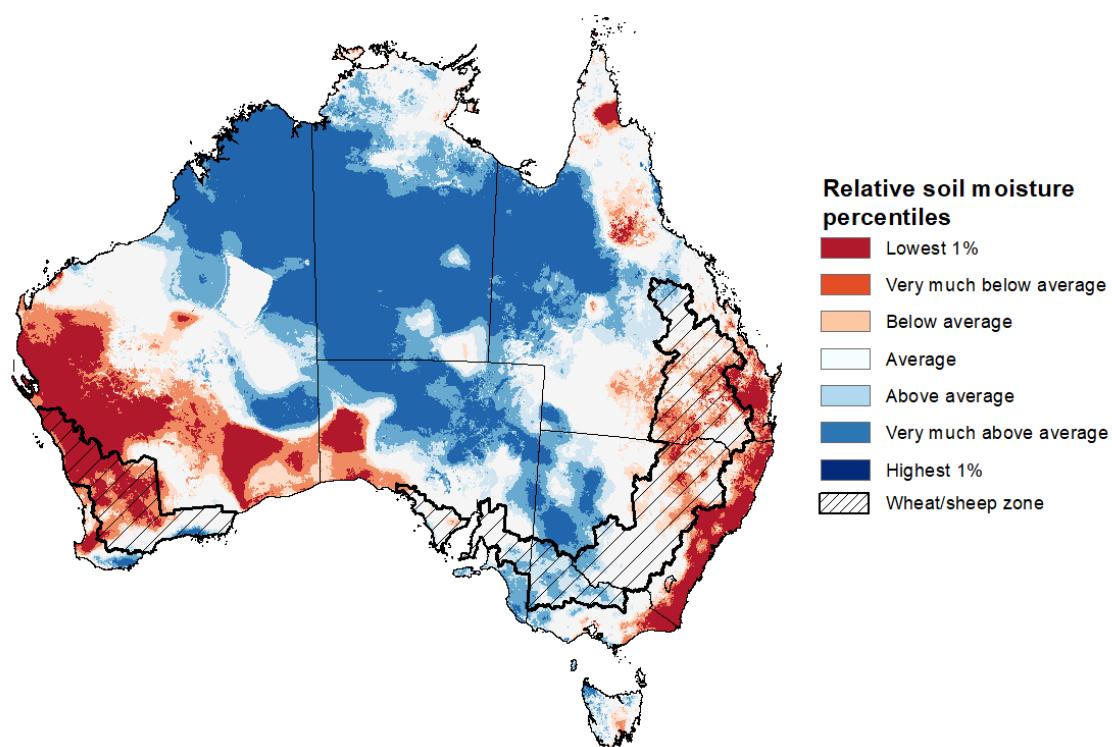 Relative soil moisture
percentiles
Lowest 1%
Very much below average
Below average
Average
Above average
Very much above average
Highest 1%
Wheat/sheep zone